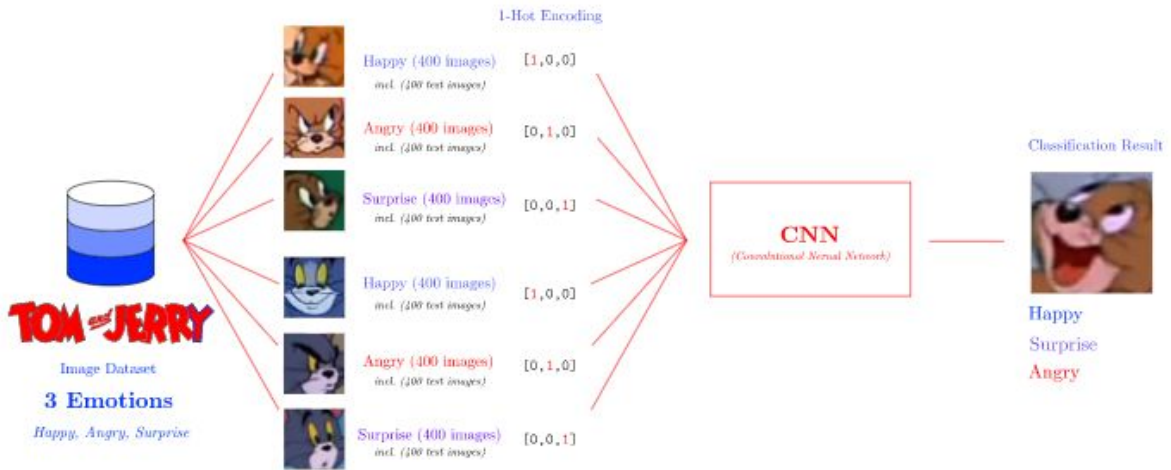 1-Hot Encoding
Happy (400 images)
[1,0,0]
incl. (400 test images)
Angry (400 images)
[0,1,0]
incl. (400 test images)
Surprise (400 images)
[0,0,1]
incl. (400 test images)
Happy (400 images)
[1,0,0]
incl. (400 test images)
Angry (400 images)
[0,1,0]
incl. (400 test images)
Surprise (400 images)
[0,0,1]
incl. (400 test images)
TOM and JERRY
Image Dataset
3 Emotions
Happy, Angry, Surprise
CNN
(Convolutional Neural Network)
Classification Result
Happy
Surprise
Angry